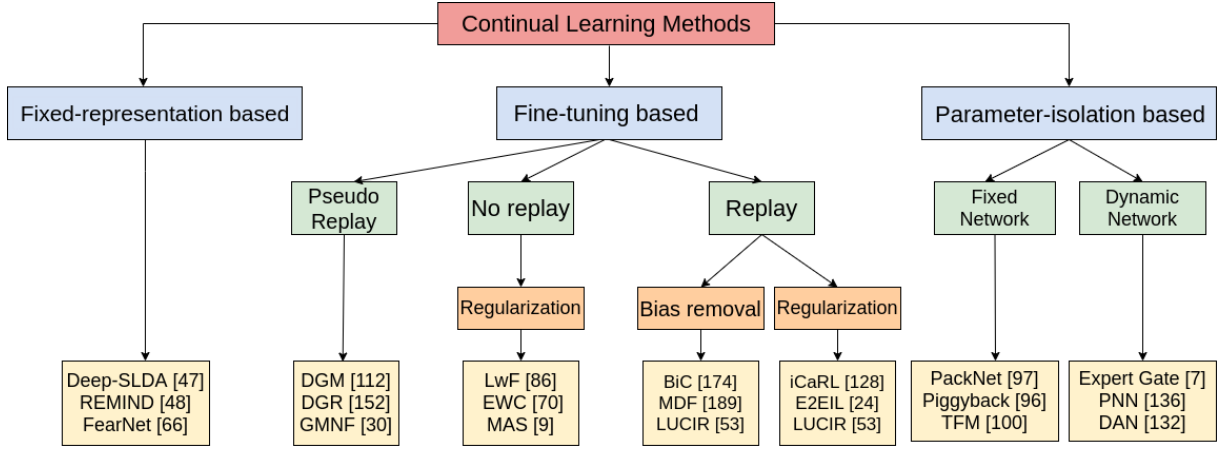 Continual Learning Methods
Fixed-representation based
Fine-tuning based
Parameter-isolation based
Pseudo
Replay
No replay
Replay
Fixed
Network
Dynamic
Network
Regularization
Bias removal
Regularization
Deep-SLDA [47]
REMIND [48]
FearNet [66]
DGM [112]
DGR [152]
GMNF [30]
LwF [86]
EWC [70]
MAS [9]
BiC [174]
MDF [189]
LUCIR [53]
iCaRL [128]
E2EIL [24]
LUCIR [53]
PackNet [97]
Piggyback [96]
TFM [100]
Expert Gate [7]
PNN [136]
DAN [132]